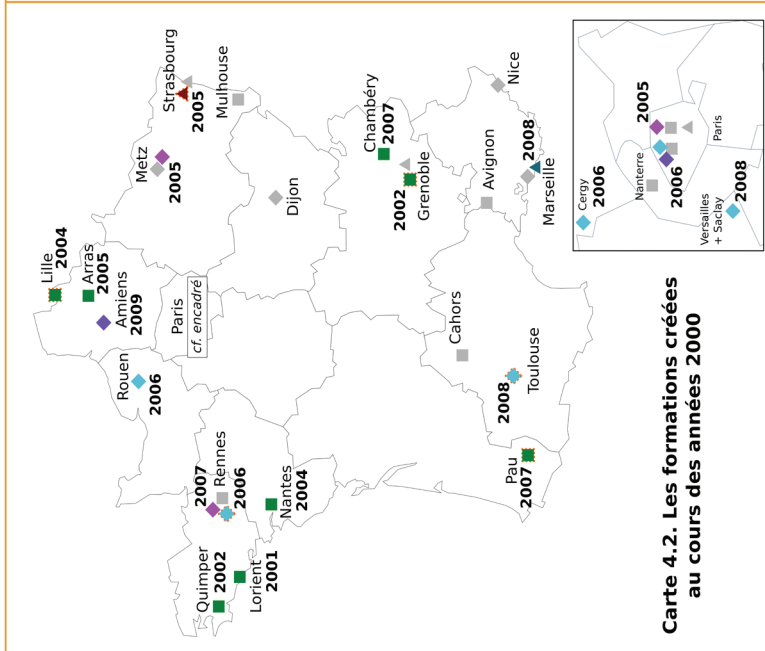 Lille
2004
Arras
2005
Amiens
2009
Rouen
2006
Paris
cf. encadré
Metz
2005
Strasbourg
2005
Mulhouse
Dijon
2007
Rennes
2006
Quimper
2002
Lorient
2001
Nantes
2004
Chambéry
2007
2002
Grenoble
Cahors
Avignon
Nice
2008
Marseille
2008
Toulouse
Pau
2007
Cergy
2006
Nanterre
2005
2006
Paris
Versailles
+ Saclay
2008
Carte 4.2. Les formations créées
au cours des années 2000